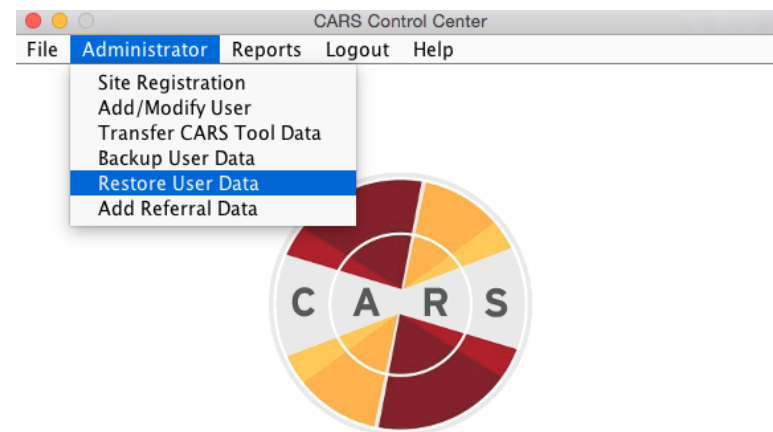 CARS Control Center
File Administrator Reports Logout Help
Site Registration
Add/Modify User
Transfer CARS Tool Data
Backup User Data
Restore User Data
Add Referral Data
C A R S